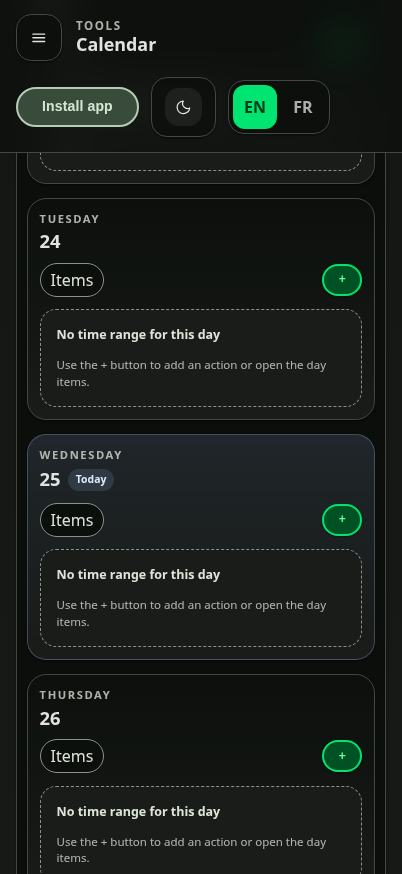 TOOLS
Calendar
Install app
EN
FR
TUESDAY
24
Items
+
No time range for this day
Use the + button to add an action or open the day
items.
WEDNESDAY
25
Today
Items
+
No time range for this day
Use the + button to add an action or open the day
items.
THURSDAY
26
Items
+
No time range for this day
Use the + button to add an action or open the day
items.